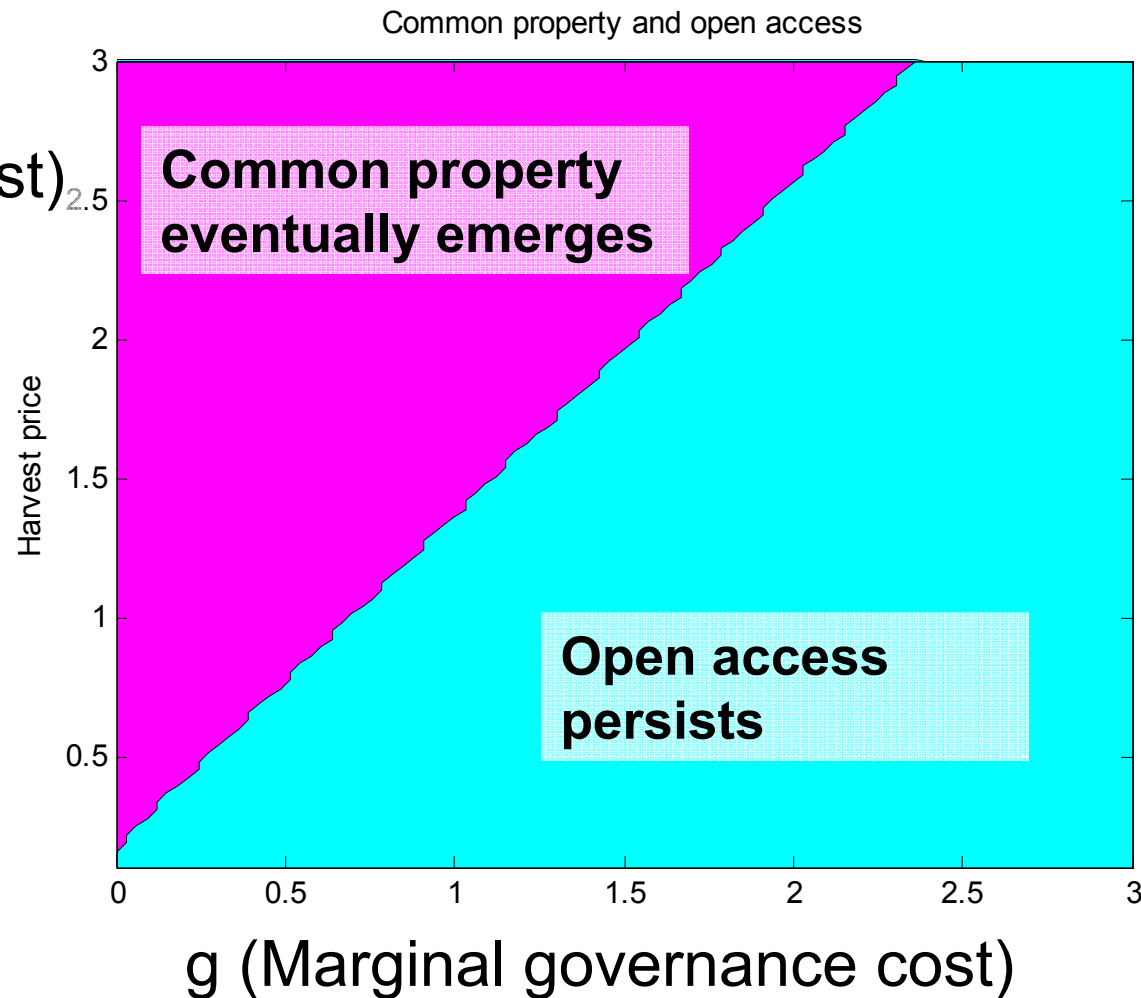 Common property and open access
3
st)
2.5
Common property
eventually emerges
2
Harvest price
1.5
1
Open access
persists
0.5
0 0.5 1 1.5 2 2.5 3
g (Marginal governance cost)